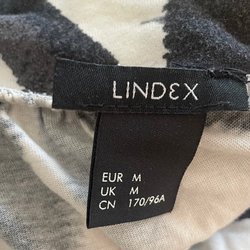 LINDEX
EUR M
UK M
CN 170/96A